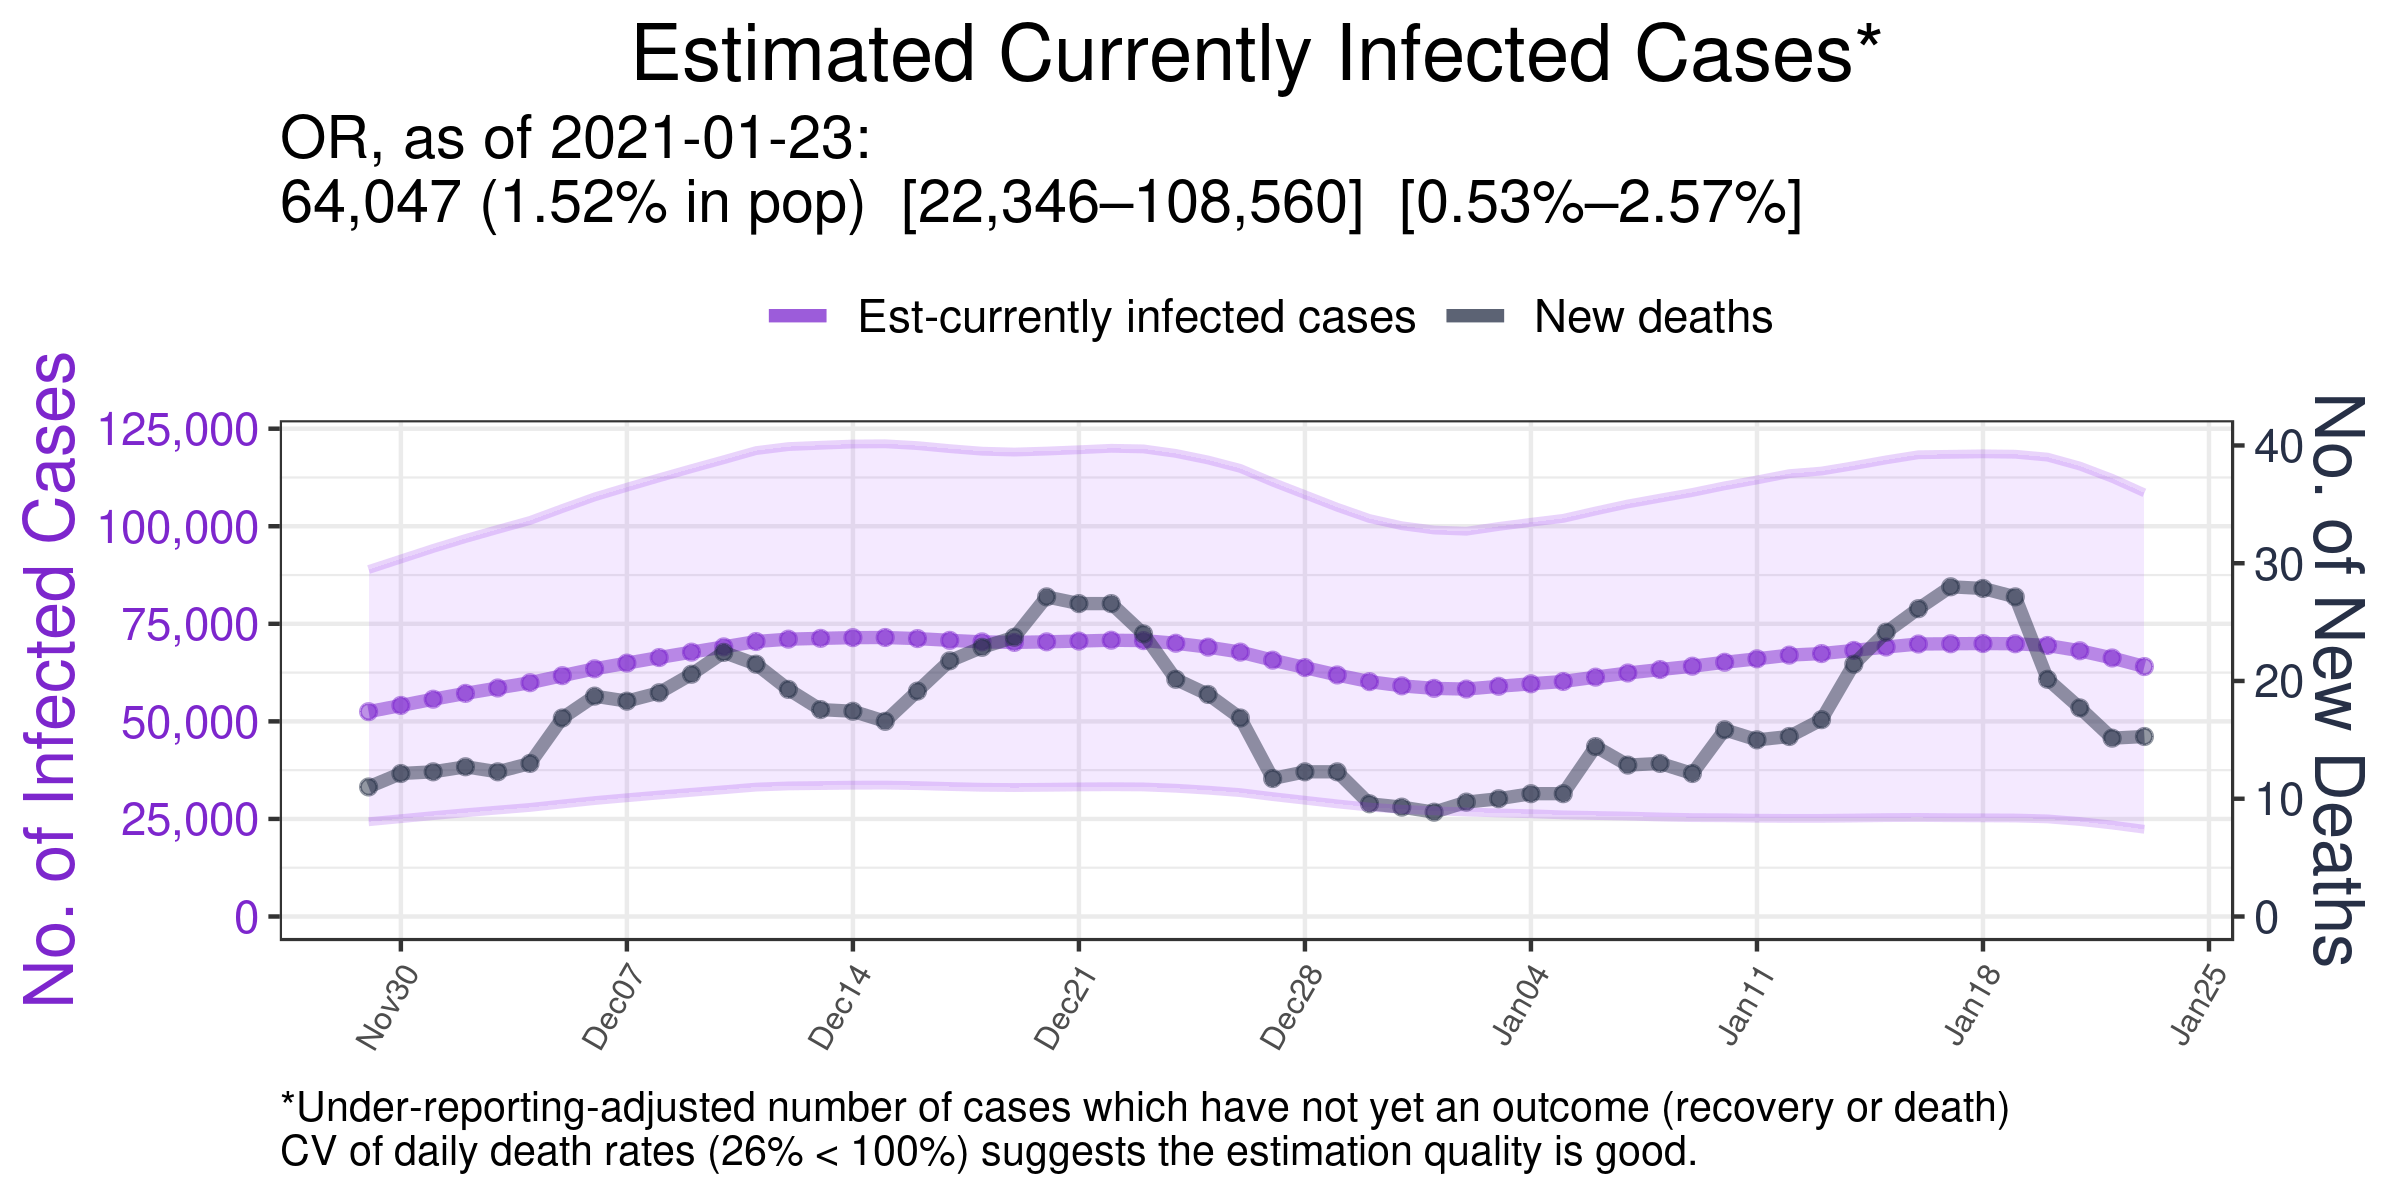 Estimated Currently Infected Cases*
OR, as of 2021-01-23:
64,047 (1.52% in pop)  [22,346–108,560]  [0.53%–2.57%]
Est-currently infected cases
New deaths
No. of Infected Cases
125,000
100,000
75,000
50,000
25,000
0
No. of New Deaths
40
30
20
10
0
Nov30
Dec07
Dec14
Dec21
Dec28
Jan04
Jan11
Jan18
Jan25
*Under-reporting-adjusted number of cases which have not yet an outcome (recovery or death)
CV of daily death rates (26% < 100%) suggests the estimation quality is good.